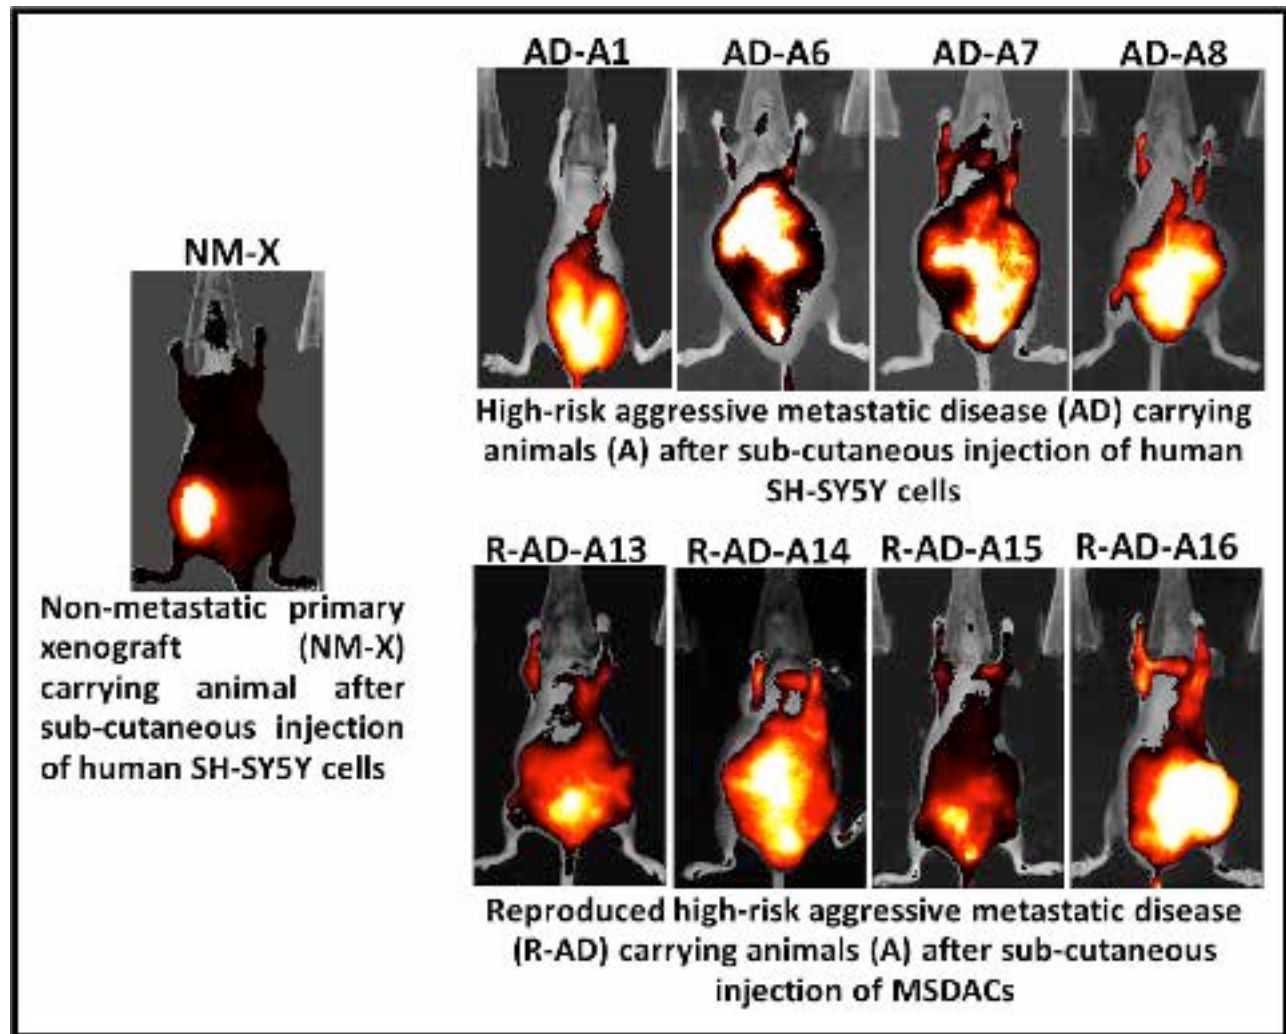 NM-X
Non-metastatic primary
xenograft (NM-X)
carrying animal after
sub-cutaneous injection
of human SH-SY5Y cells
AD-A1 AD-A6 AD-A7 AD-A8
High-risk aggressive metastatic disease (AD) carrying
animals (A) after sub-cutaneous injection of human
SH-SY5Y cells
R-AD-A13 R-AD-A14 R-AD-A15 R-AD-A16
Reproduced high-risk aggressive metastatic disease
(R-AD) carrying animals (A) after sub-cutaneous
injection of MSDACs